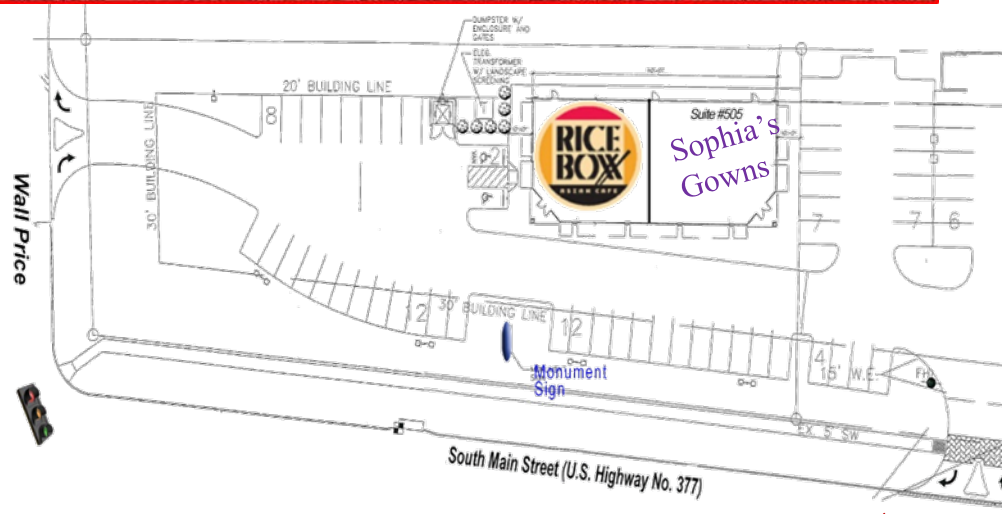 DUMPSTER W/
ENCLOSURE AND
GATES
ELEC.
TRANSFORMER
W/ LANDSCAPE
SCREENING
20' BUILDING LINE
8
30' BUILDING LINE
2
RICE
BOXX
ASIAN CAFE
Suite #505
Sophia's
Gowns
Wall Price
7
7
6
12
30' BUILDING LINE
12
Monument
Sign
4
15' W.E.
FH
EX. 5' SW
South Main Street (U.S. Highway No. 377)